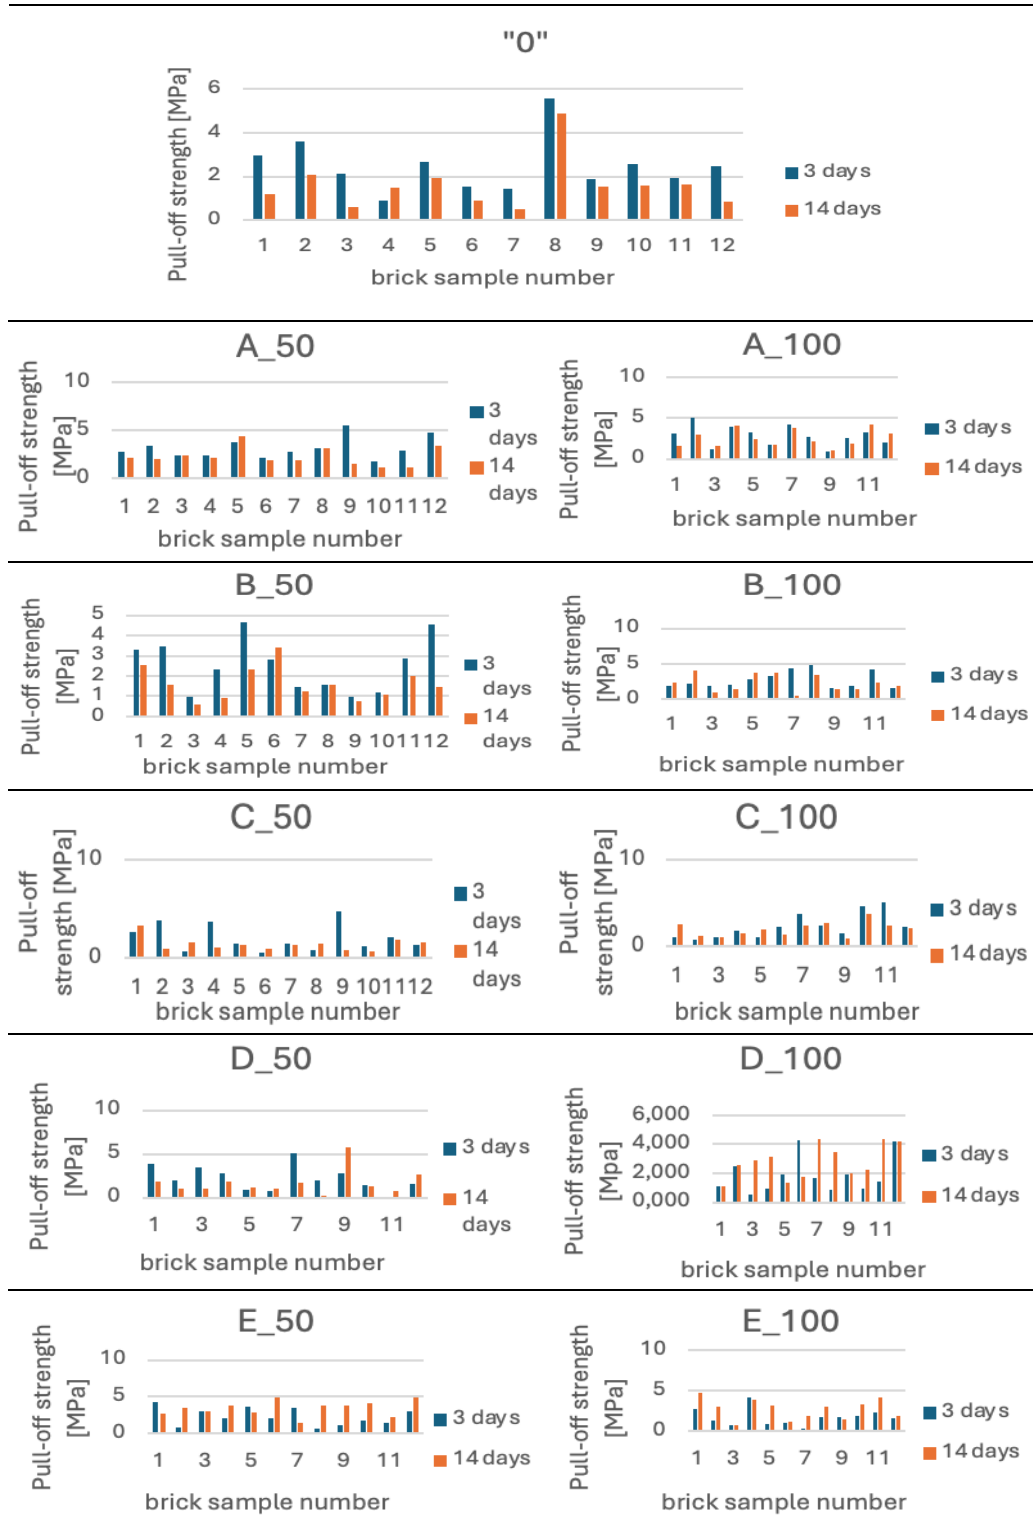 "0"
Pull-off strength [MPa]
6
4
2
0
1 2 3 4 5 6 7 8 9 10 11 12
brick sample number
3 days
14 days
A_50
Pull-off strength
[MPa]
10
5
0
1 2 3 4 5 6 7 8 9 10 11 12
brick sample number
3
days
14
days
A_100
Pull-off strength
[MPa]
10
5
0
1 3 5 7 9 11
brick sample number
3 days
14 days
B_50
Pull-off strength
[MPa]
5
4
3
2
1
0
1 2 3 4 5 6 7 8 9 10 11 12
brick sample number
3
days
14
days
B_100
Pull-off strength
[MPa]
10
5
0
1 3 5 7 9 11
brick sample number
3 days
14 days
C_50
Pull-off
strength [MPa]
10
0
1 2 3 4 5 6 7 8 9 10 11 12
brick sample number
3
days
14
days
C_100
Pull-off
strength [MPa]
10
0
1 3 5 7 9 11
brick sample number
3 days
14 days
D_50
Pull-off strength
[MPa]
10
5
0
1 3 5 7 9 11
brick sample number
3 days
14
days
D_100
Pull-off strength
[Mpa]
6,000
4,000
2,000
0,000
1 3 5 7 9 11
brick sample number
3 days
14 days
E_50
Pull-off strength
[MPa]
10
5
0
1 3 5 7 9 11
brick sample number
3 days
14 days
E_100
Pull-off strength
[MPa]
10
5
0
1 3 5 7 9 11
brick sample number
3 days
14 days